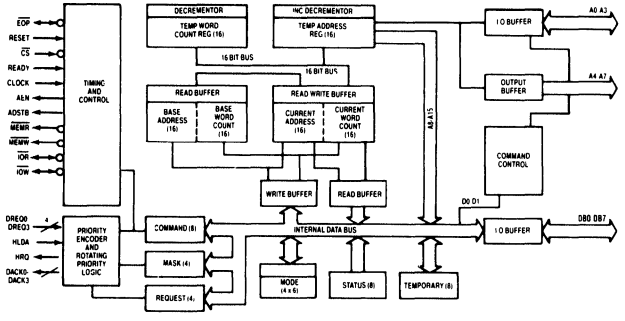 EOP
RESET
CS
READY
CLOCK
AEN
ADSTB
MEMR
MEMW
IOR
IOW
TIMING
AND
CONTROL
DECREMENTOR
TEMP WORD
COUNT REG (16)
INC DECREMENTOR
TEMP ADDRESS
REG (16)
16 BIT BUS
16 BIT BUS
READ BUFFER
BASE
ADDRESS
(16)
BASE
WORD
COUNT
(16)
READ WRITE BUFFER
CURRENT
ADDRESS
(16)
CURRENT
WORD
COUNT
(16)
A8-A15
I O BUFFER
A0 A3
OUTPUT
BUFFER
A4 A7
COMMAND
CONTROL
WRITE BUFFER
READ BUFFER
D0 D1
DREQ0
DREQ3
4
HLDA
HRQ
DACK0-
DACK3
PRIORITY
ENCODER
AND
ROTATING
PRIORITY
LOGIC
COMMAND (8)
MASK (4)
REQUEST (4)
INTERNAL DATA BUS
I O BUFFER
DB0 DB7
MODE
(4 x 6)
STATUS (8)
TEMPORARY (8)